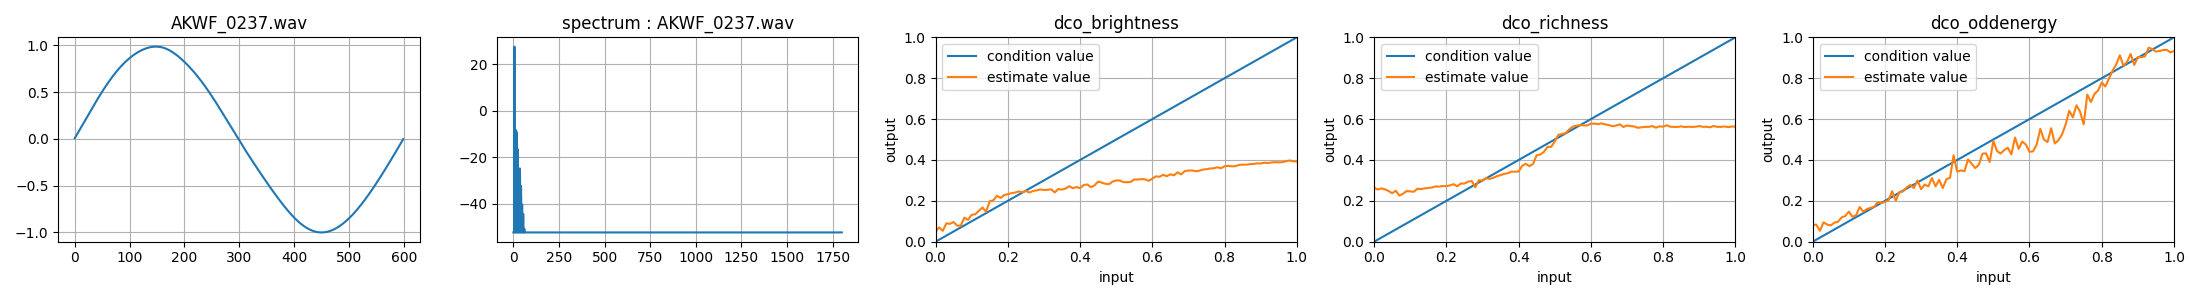 AKWF_0237.wav
1.0
0.5
0.0
−0.5
−1.0
0 100 200 300 400 500 600
spectrum : AKWF_0237.wav
20
0
−20
−40
0 250 500 750 1000 1250 1500 1750
dco_brightness
condition value
estimate value
output
1.0
0.8
0.6
0.4
0.2
0.0
0.0 0.2 0.4 0.6 0.8 1.0
input
dco_richness
condition value
estimate value
output
1.0
0.8
0.6
0.4
0.2
0.0
0.0 0.2 0.4 0.6 0.8 1.0
input
dco_oddenergy
condition value
estimate value
output
1.0
0.8
0.6
0.4
0.2
0.0
0.0 0.2 0.4 0.6 0.8 1.0
input